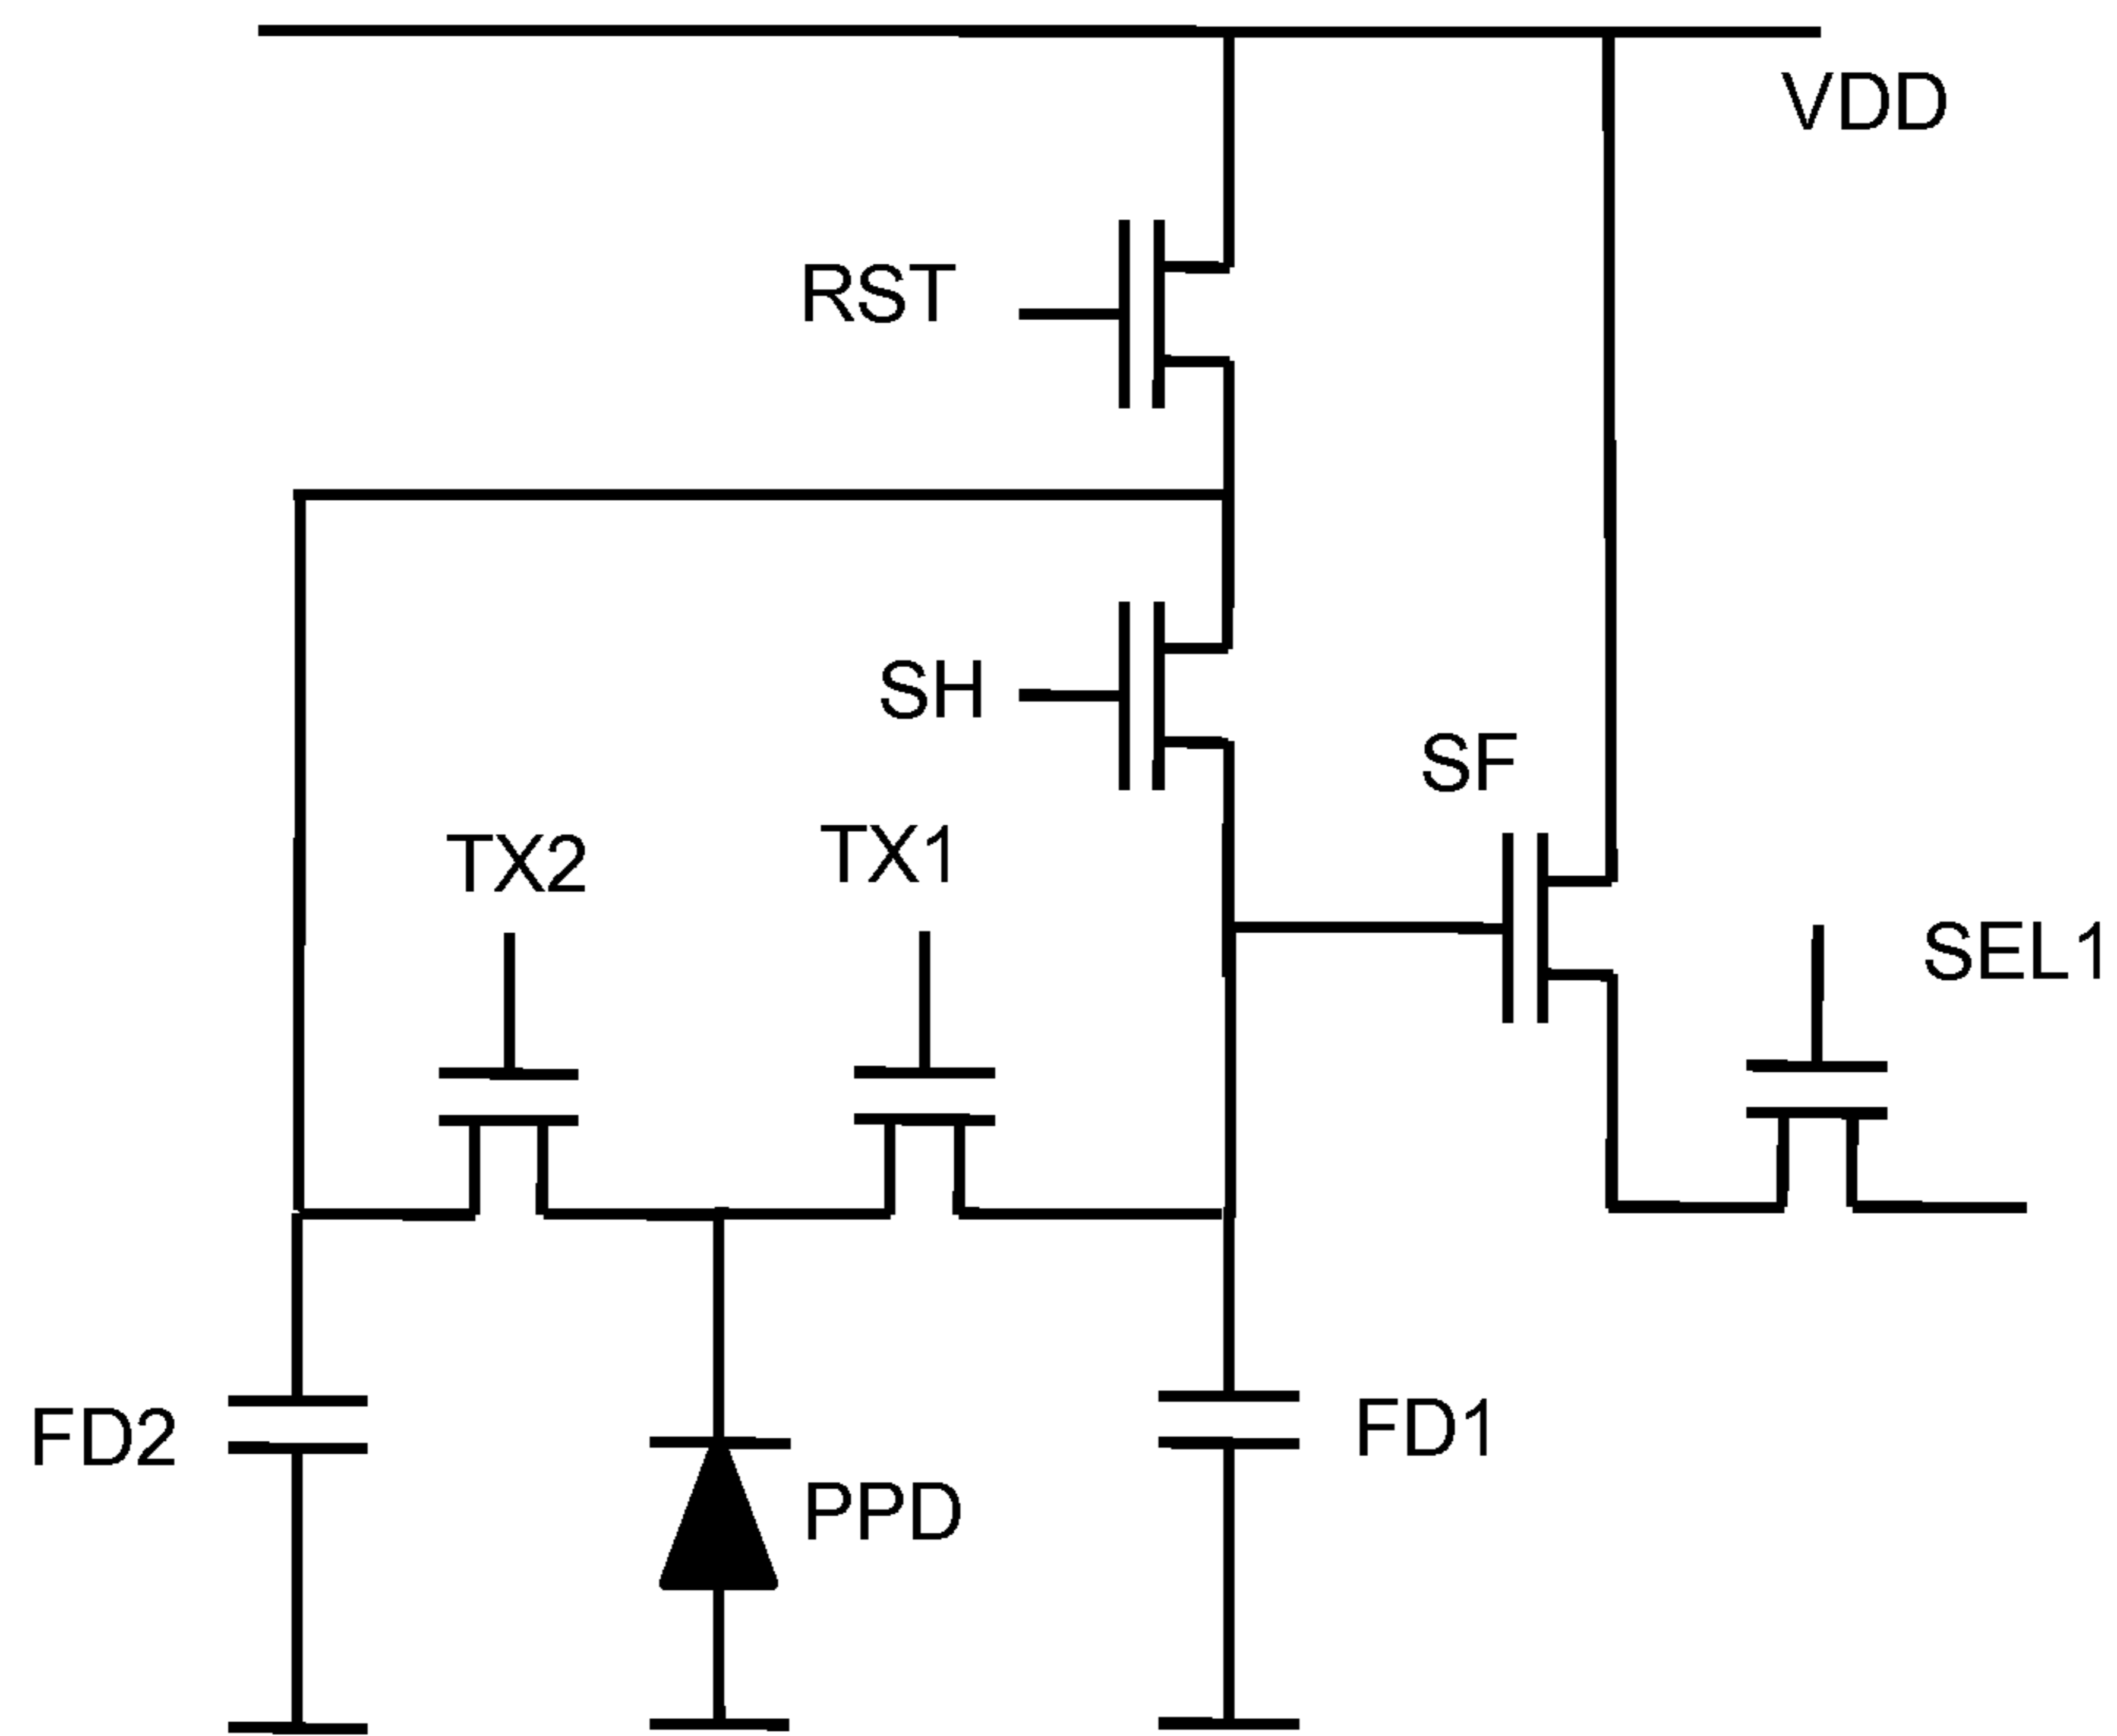 VDD
RST
SH
SF
TX2
TX1
SEL1
FD2
FD1
PPD